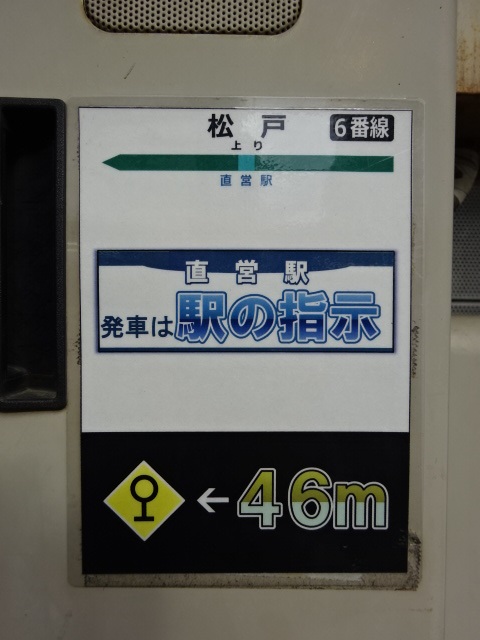 松戸
6番線
上り
直営駅
直営駅
発車は駅の指示
←46m